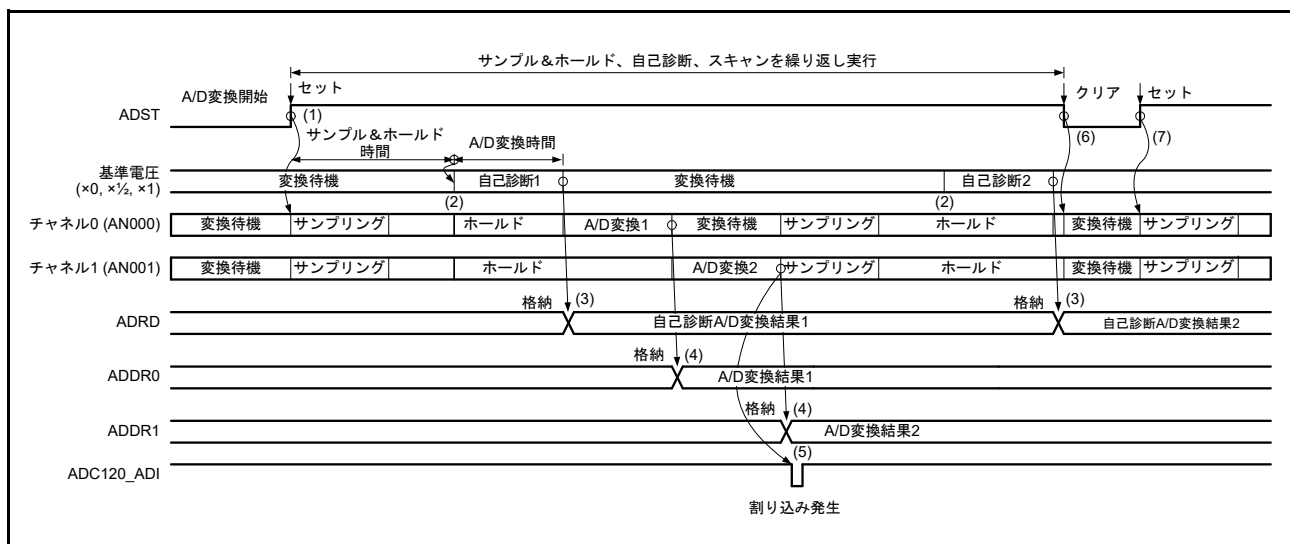 サンプル＆ホールド、自己診断、スキャンを繰り返し実行
A/D変換開始 セット クリア セット
ADST (1) (6) (7)
サンプル＆ホールド時間 A/D変換時間
基準電圧
(×0, ×½, ×1)
変換待機 自己診断1 変換待機 自己診断2
(2) (2)
チャネル0 (AN000) 変換待機 サンプリング ホールド A/D変換1 変換待機 サンプリング ホールド 変換待機 サンプリング
チャネル1 (AN001) 変換待機 サンプリング ホールド A/D変換2 サンプリング ホールド 変換待機 サンプリング
格納 (3) 格納 (3)
ADRD 自己診断A/D変換結果1 自己診断A/D変換結果2
格納 (4)
ADDR0 A/D変換結果1
格納 (4)
ADDR1 A/D変換結果2
(5)
ADC120_ADI
割り込み発生